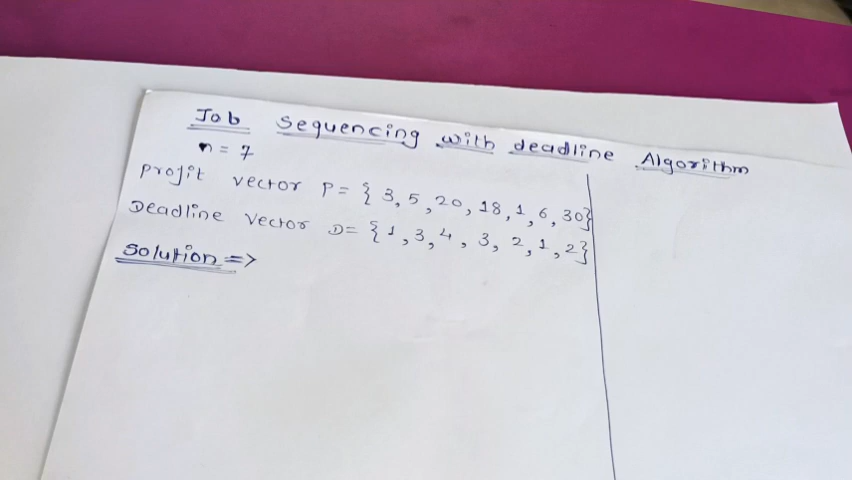 Job Sequencing with deadline Algorithm
n = 7
Profit vector P = { 3, 5, 20, 18, 1, 6, 30}
Deadline vector D = { 1, 3, 4, 3, 2, 1, 2}
Solution =>